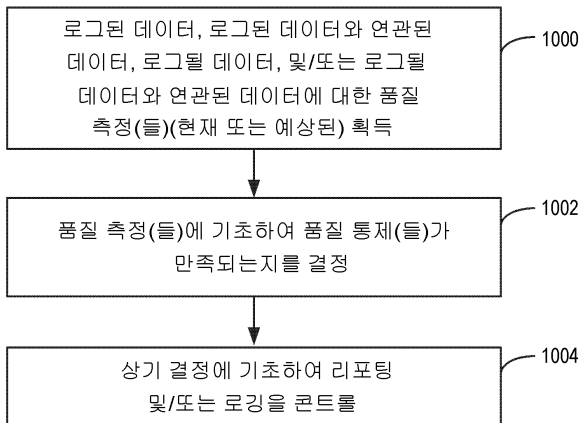 로그된 데이터, 로그된 데이터와 연관된
데이터, 로그될 데이터, 및/또는 로그될
데이터와 연관된 데이터에 대한 품질
측정(들)(현재 또는 예상된) 획득
1000
품질 측정(들)에 기초하여 품질 통제(들)가
만족되는지를 결정
1002
상기 결정에 기초하여 리포팅
및/또는 로깅을 콘트롤
1004